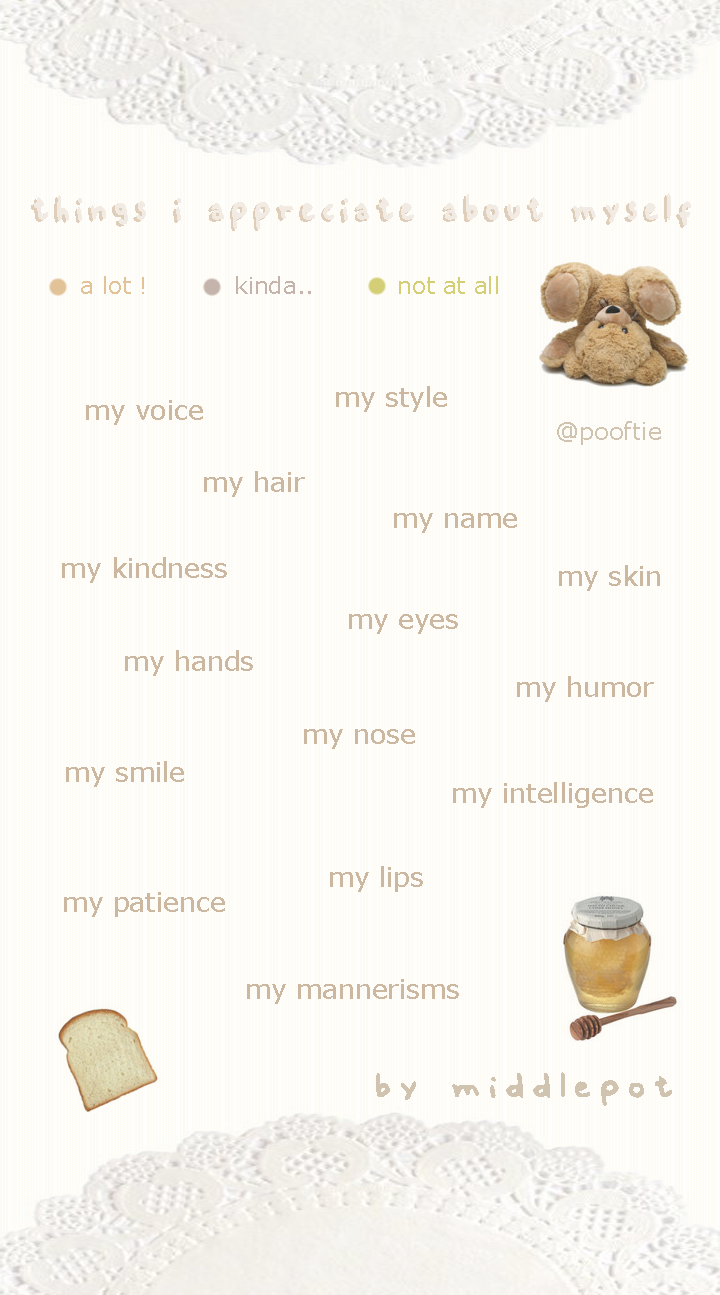 things i appreciate about myself
a lot ! kinda.. not at all
my voice
my style
@pooftie
my hair
my name
my kindness
my skin
my eyes
my hands
my humor
my nose
my smile
my intelligence
my lips
my patience
my mannerisms
by middlepot